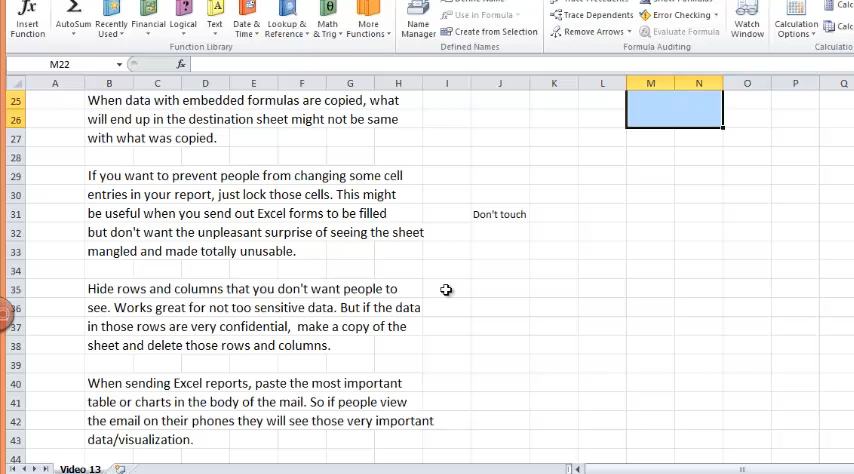 Insert Function
AutoSum
Recently Used
Financial
Logical
Text
Date & Time
Lookup & Reference
Math & Trig
More Functions
Function Library
Name Manager
Use in Formula
Create from Selection
Defined Names
Trace Dependents
Error Checking
Remove Arrows
Evaluate Formula
Formula Auditing
Watch Window
Calculation Options
M22
fx
A B C D E F G H I J K L M N O P Q
25 When data with embedded formulas are copied, what
26 will end up in the destination sheet might not be same
27 with what was copied.
28
29 If you want to prevent people from changing some cell
30 entries in your report, just lock those cells. This might
31 be useful when you send out Excel forms to be filled Don't touch
32 but don't want the unpleasant surprise of seeing the sheet
33 mangled and made totally unusable.
34
35 Hide rows and columns that you don't want people to
36 see. Works great for not too sensitive data. But if the data
37 in those rows are very confidential, make a copy of the
38 sheet and delete those rows and columns.
39
40 When sending Excel reports, paste the most important
41 table or charts in the body of the mail. So if people view
42 the email on their phones they will see those very important
43 data/visualization.
44
Video 13